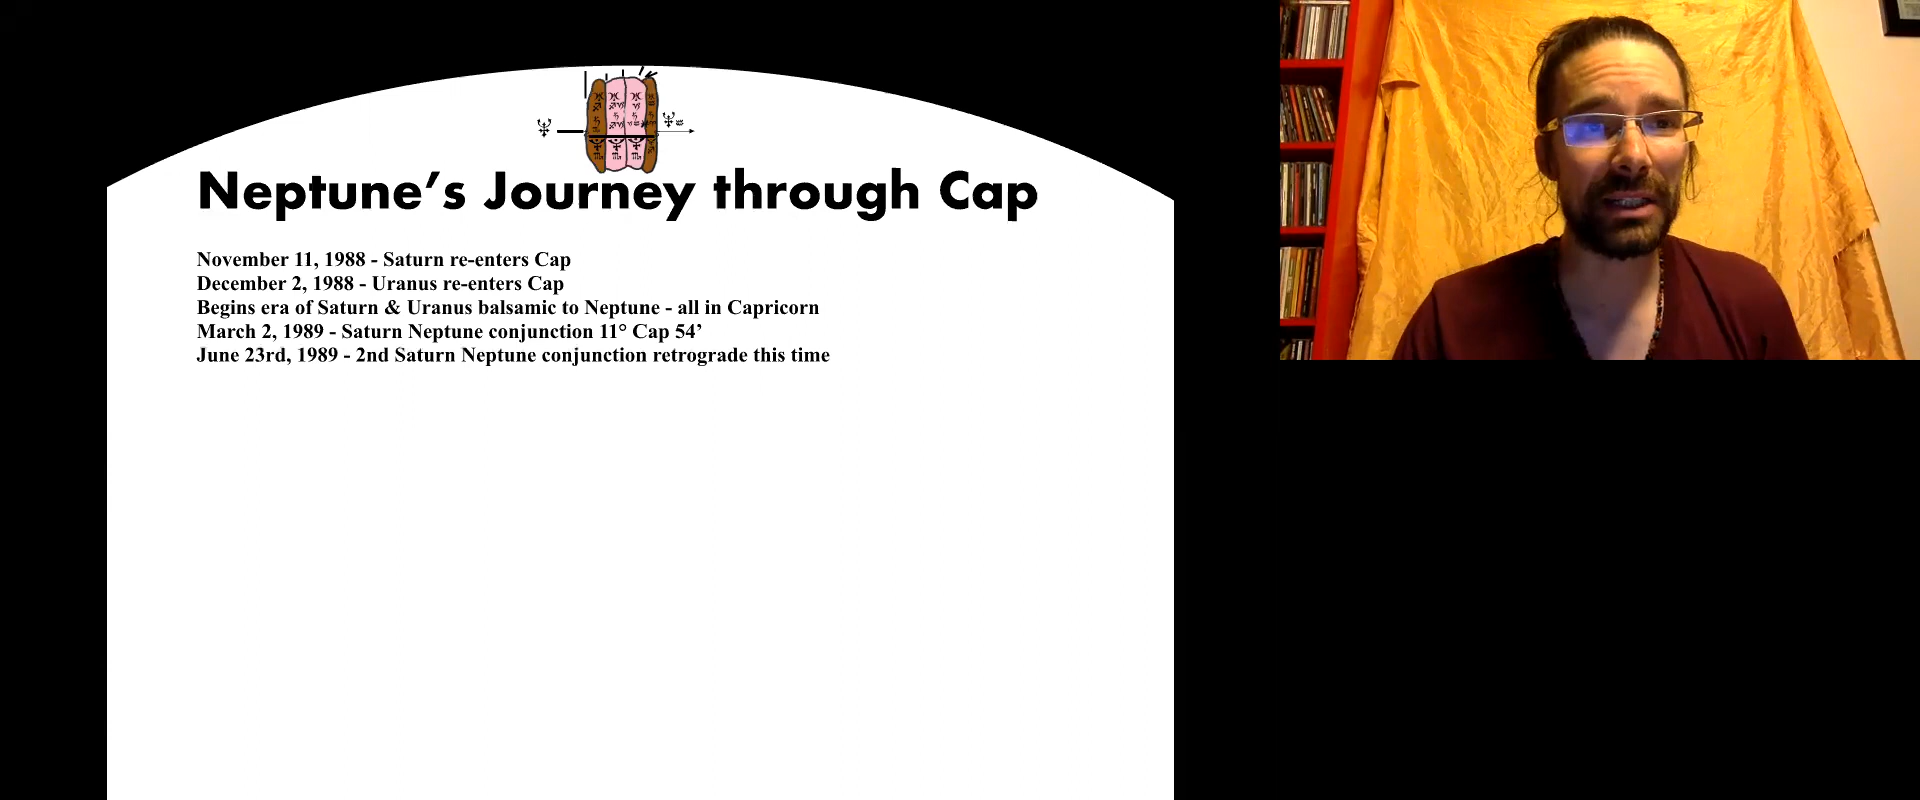 Neptune’s Journey through Cap
November 11, 1988 - Saturn re-enters Cap
December 2, 1988 - Uranus re-enters Cap
Begins era of Saturn & Uranus balsamic to Neptune - all in Capricorn
March 2, 1989 - Saturn Neptune conjunction 11° Cap 54’
June 23rd, 1989 - 2nd Saturn Neptune conjunction retrograde this time